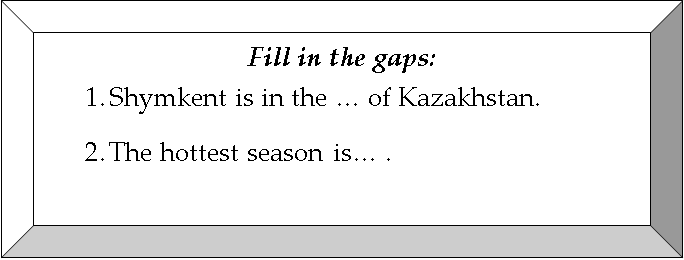 Fill in the gaps:
1. Shymkent is in the … of Kazakhstan.
2. The hottest season is… .